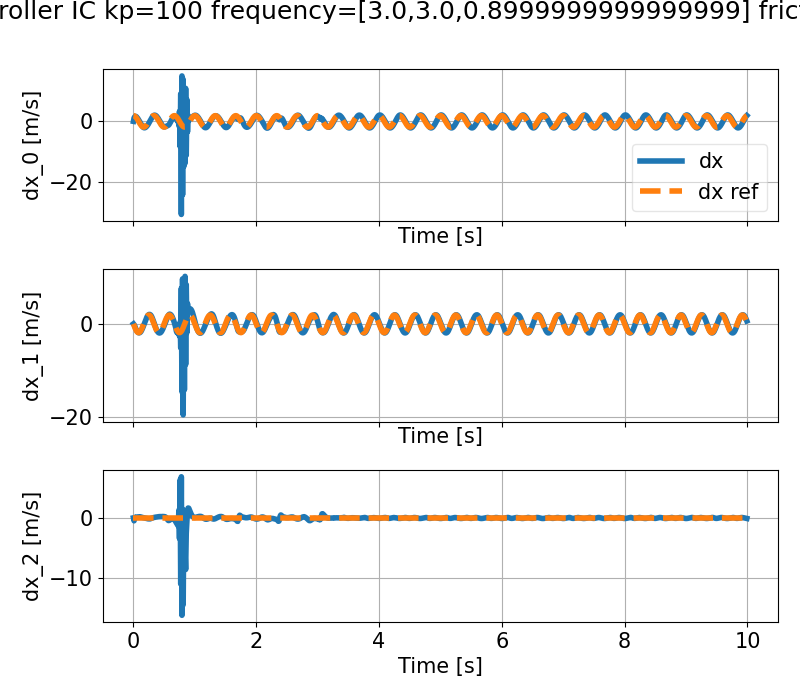 roller IC kp=100 frequency=[3.0,3.0,0.8999999999999999] fric
dx_0 [m/s]
0
−20
dx
dx ref
Time [s]
dx_1 [m/s]
0
−20
Time [s]
dx_2 [m/s]
0
−10
0 2 4 6 8 10
Time [s]